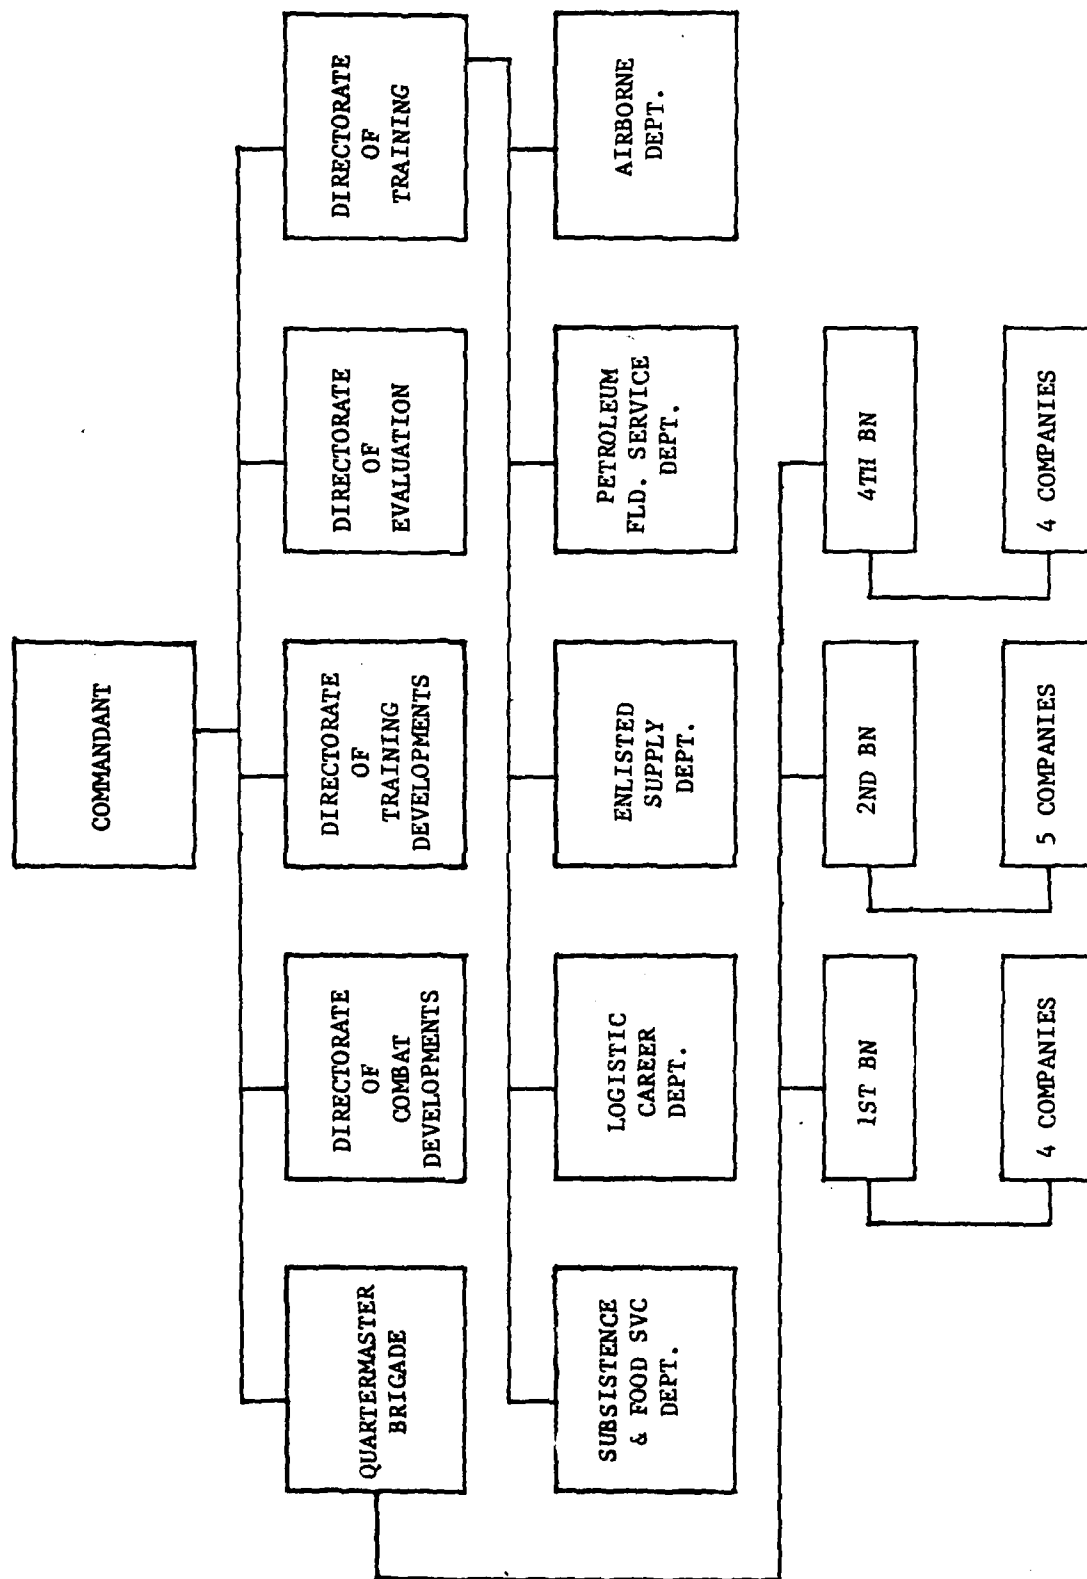 COMMANDANT
QUARTERMASTER
BRIGADE
DIRECTORATE
OF
COMBAT
DEVELOPMENTS
DIRECTORATE
OF
TRAINING
DEVELOPMENTS
DIRECTORATE
OF
EVALUATION
DIRECTORATE
OF
TRAINING
SUBSISTENCE
& FOOD SVC
DEPT.
LOGISTIC
CAREER
DEPT.
ENLISTED
SUPPLY
DEPT.
PETROLEUM
FLD. SERVICE
DEPT.
AIRBORNE
DEPT.
1ST BN
2ND BN
4TH BN
4 COMPANIES
5 COMPANIES
4 COMPANIES